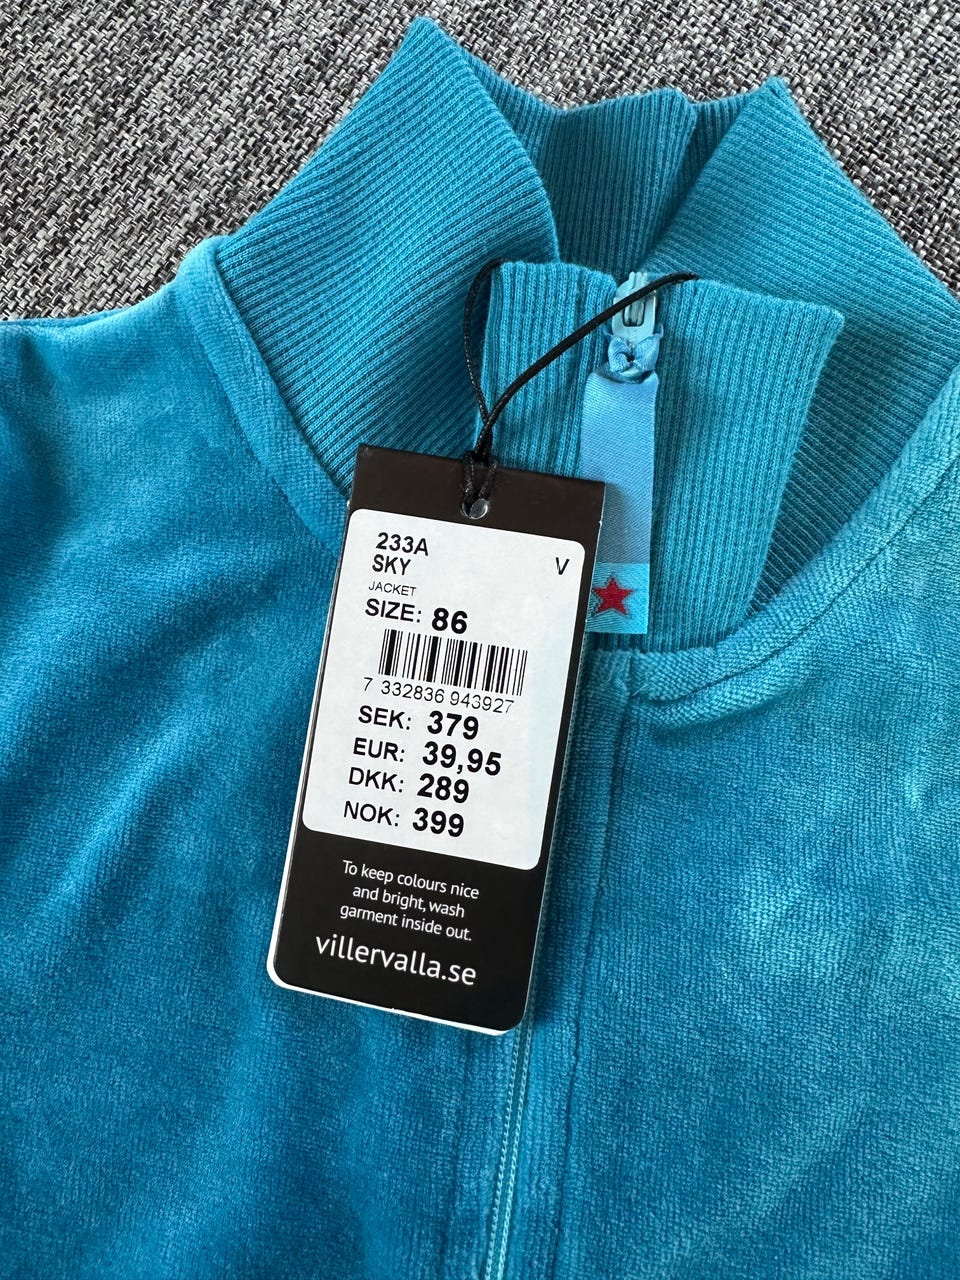 233A
SKY
V
JACKET
SIZE: 86
7 332836 943927
SEK: 379
EUR: 39,95
DKK: 289
NOK: 399
To keep colours nice
and bright, wash
garment inside out.
villervalla.se